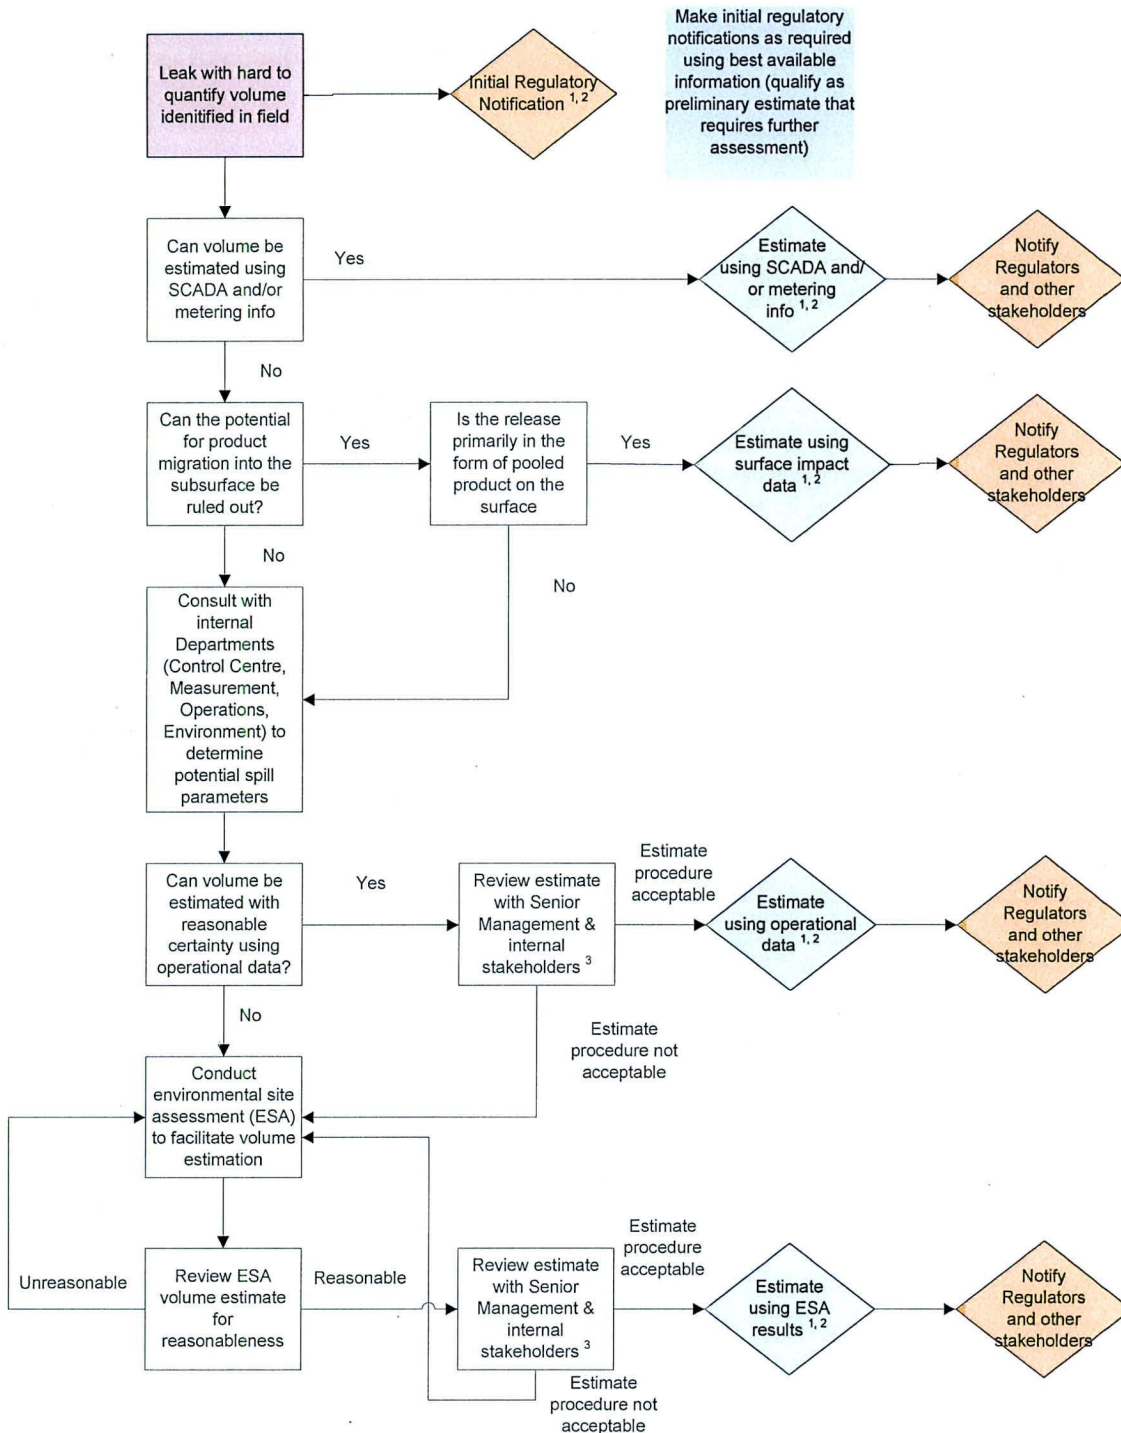 Leak with hard to
quantify volume
idenitified in field
Initial Regulatory
Notification 1, 2
Make initial regulatory
notifications as required
using best available
information (qualify as
preliminary estimate that
requires further
assessment)
Can volume be
estimated using
SCADA and/or
metering info
Yes
Estimate
using SCADA and/
or metering
info 1, 2
Notify
Regulators
and other
stakeholders
No
Can the potential
for product
migration into the
subsurface be
ruled out?
Yes
Is the release
primarily in the
form of pooled
product on the
surface
Yes
Estimate using
surface impact
data 1, 2
Notify
Regulators
and other
stakeholders
No
No
Consult with
internal
Departments
(Control Centre,
Measurement,
Operations,
Environment) to
determine
potential spill
parameters
Can volume be
estimated with
reasonable
certainty using
operational data?
Yes
Review estimate
with Senior
Management &
internal
stakeholders 3
Estimate
procedure
acceptable
Estimate
using operational
data 1, 2
Notify
Regulators
and other
stakeholders
No
Estimate
procedure not
acceptable
Conduct
environmental site
assessment (ESA)
to facilitate volume
estimation
Unreasonable
Review ESA
volume estimate
for
reasonableness
Reasonable
Review estimate
with Senior
Management &
internal
stakeholders 3
Estimate
procedure
acceptable
Estimate
using ESA
results 1, 2
Notify
Regulators
and other
stakeholders
Estimate
procedure not
acceptable